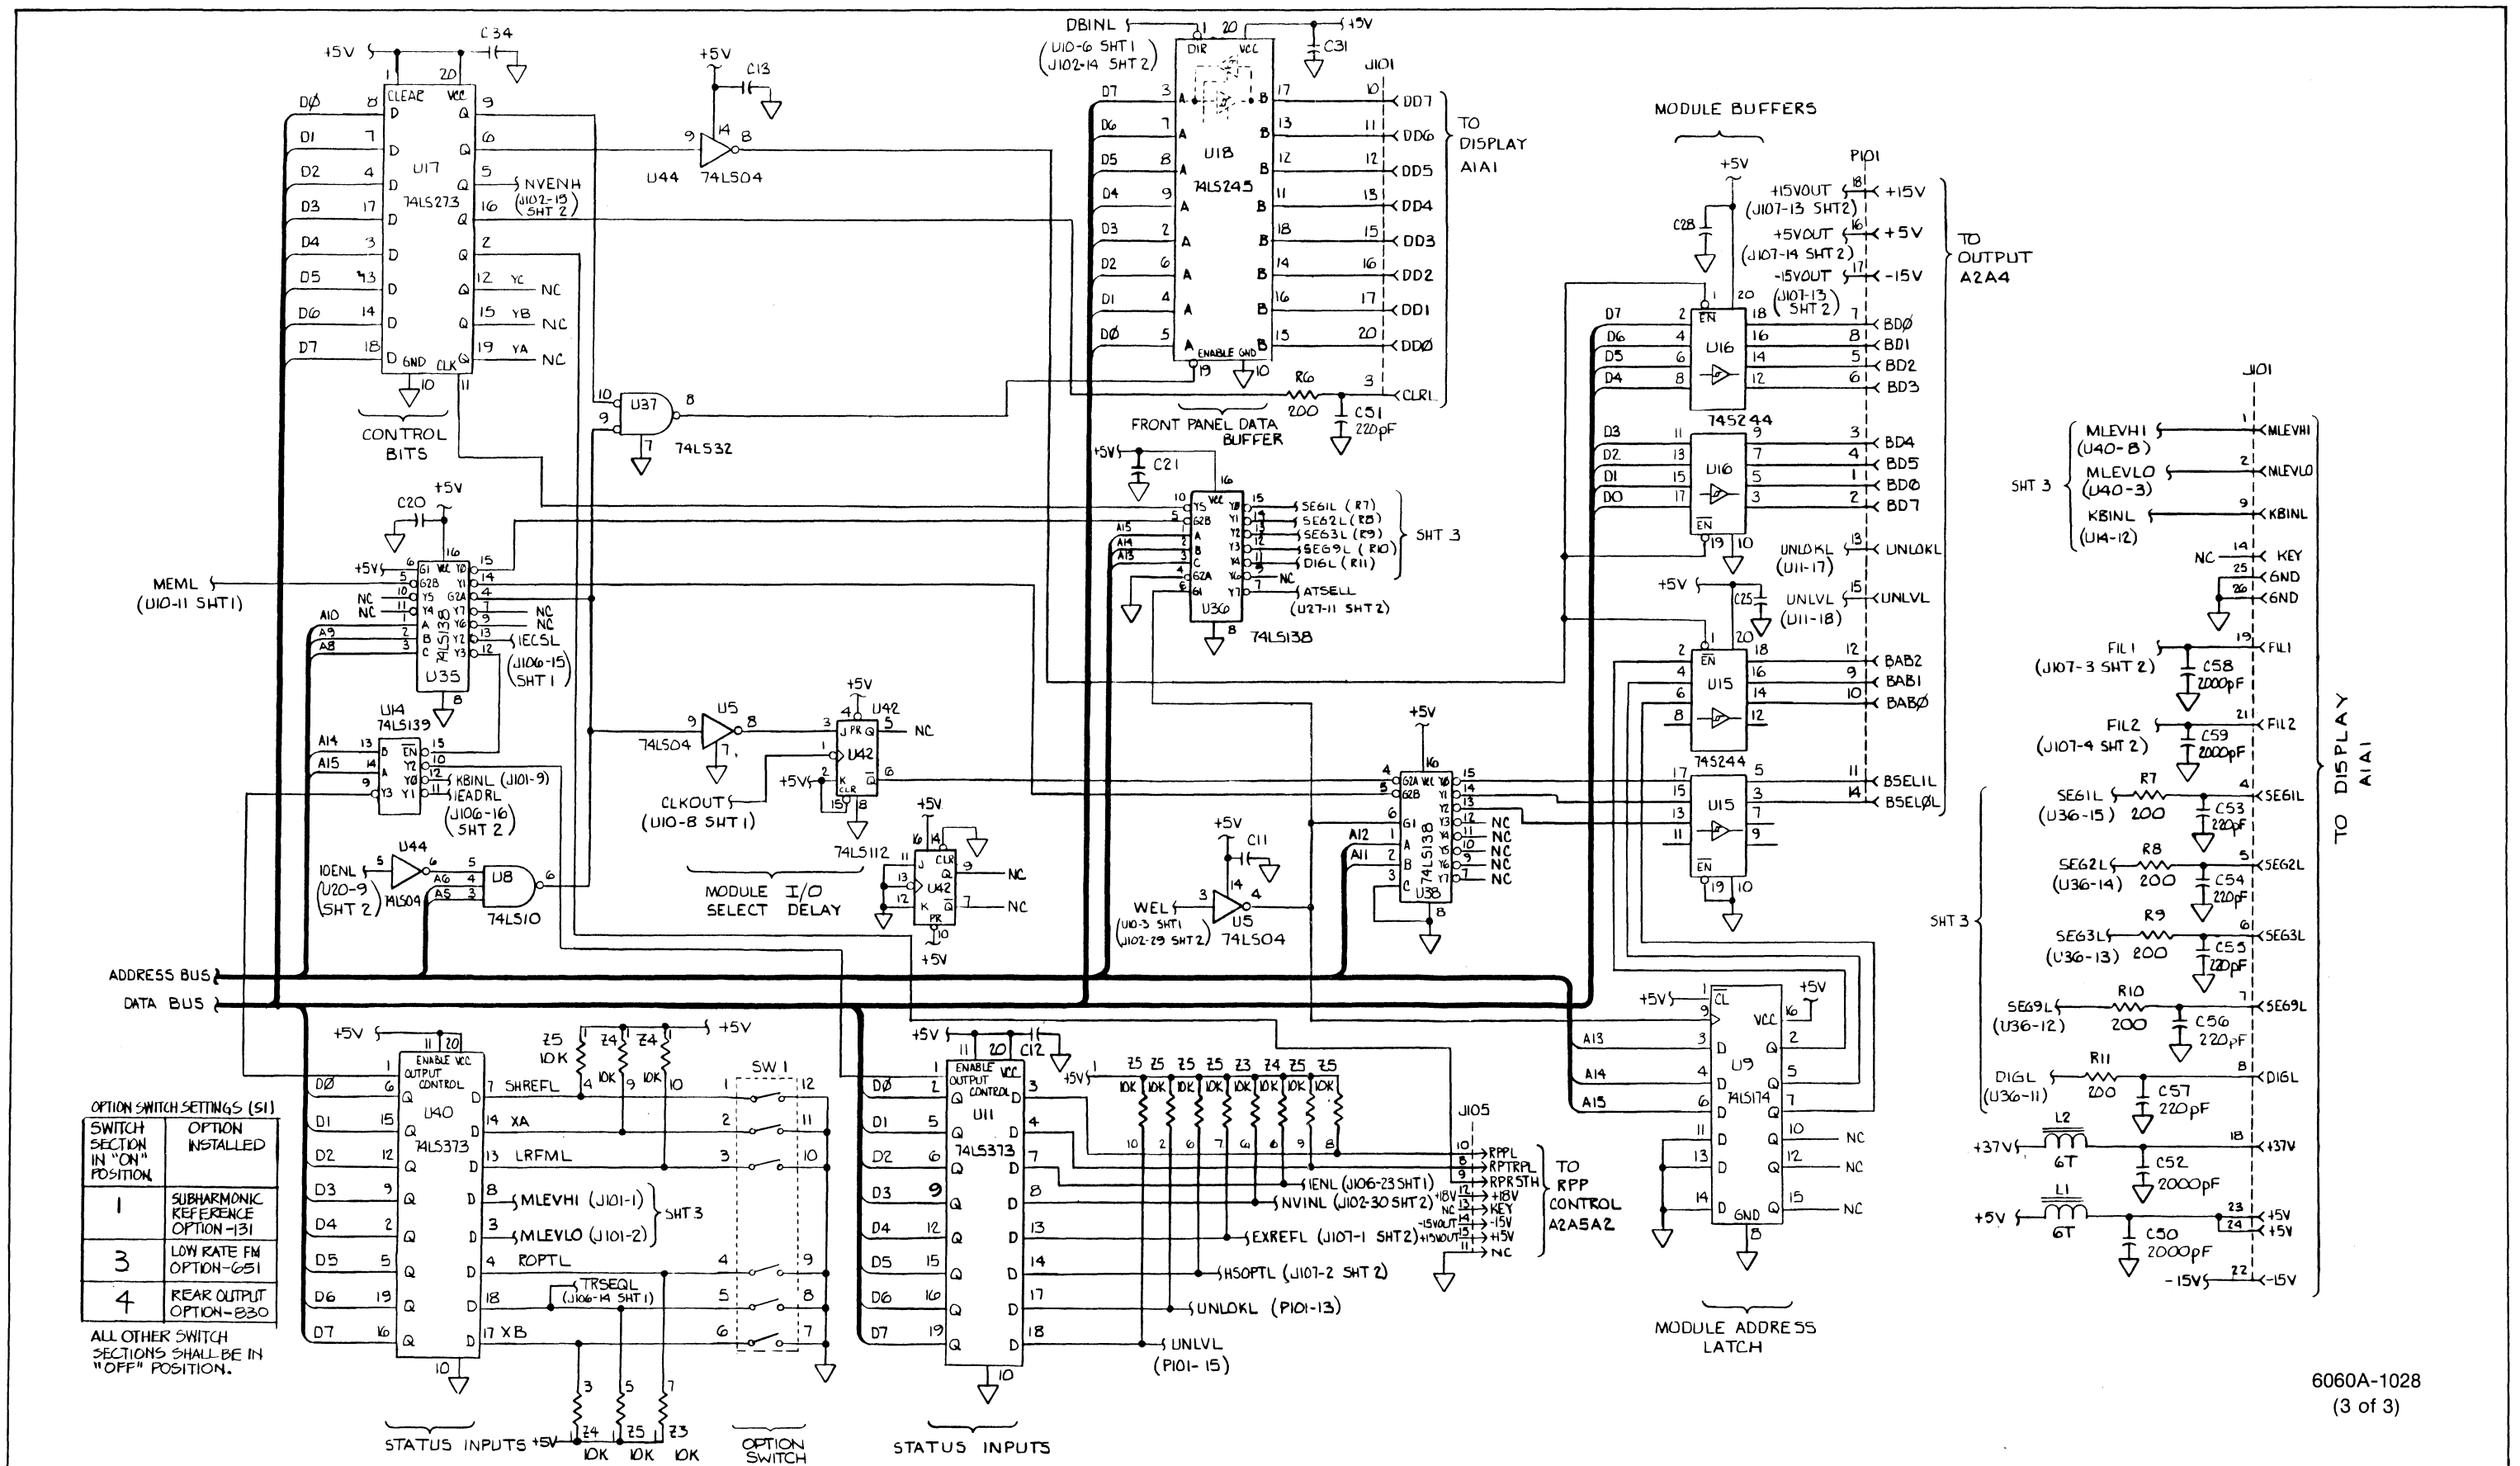 +5V
C34
1
20
CLEAR VCC
DØ 8 D Q 9
D1 7 D Q 6
D2 4 D Q 5
D3 17 D Q 16
D4 3 D Q 2
D5 13 D Q 12 YC NC
D6 14 D Q 15 YB NC
D7 18 D Q 19 YA NC
U17
74LS273
GND CLK
10 11
NVENH
(J102-15
SHT 2)
CONTROL
BITS
+5V
C13
14
9 8
U44 74LS04
10
9
U37
8
7
74LS32
DBINL
(U10-6 SHT 1)
(J102-14 SHT 2)
1 20
+5V
C31
DIR VCC
J101
D7 3 A B 17 10 DD7
D6 7 A B 13 11 DD6
D5 8 A B 12 12 DD5
D4 9 A B 11 13 DD4
D3 2 A B 18 15 DD3
D2 6 A B 14 16 DD2
D1 4 A B 16 17 DD1
DØ 5 A B 15 20 DDØ
U18
74LS245
ENABLE GND
19 10
R6
200
3
CLRL
C51
220pF
TO
DISPLAY
A1A1
FRONT PANEL DATA
BUFFER
MODULE BUFFERS
+5V
C28
P101
+15VOUT 18 +15V
(J107-13 SHT2)
+5VOUT 16 +5V
(J107-14 SHT 2)
-15VOUT 17 -15V
(J107-13
SHT 2)
TO
OUTPUT
A2A4
1 20
EN
D7 2 18 7 BDØ
D6 4 16 8 BD1
D5 6 14 5 BD2
D4 8 12 6 BD3
U16
74S244
D3 11 9 3 BD4
D2 13 7 4 BD5
D1 15 5 1 BD6
D0 17 3 2 BD7
U16
EN
19 10
UNLOKL 13 UNLOKL
(U11-17)
+5V
C25
UNLVL 15 UNLVL
(U11-18)
1 20
EN
2 18 12 BAB2
4 16 9 BAB1
6 14 10 BABØ
8 12
U15
74S244
17 5 11 BSEL1L
15 3 14 BSELØL
13 7
11 9
U15
EN
19 10
+5V
C21
16
VCC
10 Y5
5 G2B
A15 1 A
A14 2 B
A13 3 C
4 G2A
6 G1
YØ 15 SEG1L (R7)
Y1 14 SEG2L (R8)
Y2 13 SEG3L (R9)
Y3 12 SEG9L (R10)
Y4 11 DIGL (R11)
Y6 9 NC
Y7 7 ATSELL
(U27-11 SHT 2)
SHT 3
U36
8
74LS138
+5V
C20
16
MEML
(U10-11 SHT 1)
+5V 6 G1 VCC YØ 15
5 G2B Y1 14
NC 10 Y5 G2A 4
NC 11 Y4 Y7 7 NC
A10 1 A Y6 9 NC
A9 2 B Y2 13 IECSL
A8 3 C Y3 12
(J106-15
SHT 1)
74LS138
U35
8
U14
74LS139
A14 13 B EN 15
A15 14 A Y2 10
9 Y3 YØ 12 KBINL (J101-9)
Y1 11 IEADRL
(J106-16)
SHT 2
IOENL
(U20-9
SHT 2)
5 6
U44
74LS04
5
A6 4
A5 3
U8
6
74LS10
U5
9 8
74LS04
7
+5V
4 U42
3 J PR Q 5 NC
1 U42
+5V 2 K Q 6
CLR
15 8
CLKOUT
(U10-8 SHT 1)
74LS112
16 14
+5V
11 J CLR
Q 9 NC
13 U42
12 K Q 7 NC
PR
10
+5V
MODULE I/O
SELECT DELAY
+5V
C11
14
WEL 3 4
(U10-3 SHT1
(J102-29 SHT 2)
U5
74LS04
+5V
16
4 G2A VCC YØ 15
5 G2B Y1 14
Y2 13
6 G1 Y3 12 NC
A12 1 A Y4 11 NC
A11 2 B Y5 10 NC
3 C Y6 9 NC
Y7 7 NC
74LS138
U38
8
ADDRESS BUS
DATA BUS
+5V
11 20
ENABLE VCC
OUTPUT
CONTROL
1
DØ 6 Q D 7 SHREFL 4
D1 15 Q D 14 XA 9
D2 12 Q D 13 LRFML 10
D3 9 Q D 8 MLEVHI (J101-1)
D4 2 Q D 3 MLEVLO (J101-2)
D5 5 Q D 4 ROPTL
D6 19 Q D 18
D7 16 Q D 17 XB
U40
74LS373
10
SHT 3
TRSEQL
(J106-14 SHT 1)
Z5 1 Z4 1 Z4 1 +5V
10K 10K 10K
SW 1
1 12
2 11
3 10
4 9
5 8
6 7
3 5 7
+5V 1 Z4 1 Z5 1 Z3
10K 10K 10K
STATUS INPUTS
OPTION
SWITCH
OPTION SWITCH SETTINGS (S1)
SWITCH
SECTION
IN "ON"
POSITION
OPTION
INSTALLED
1 SUBHARMONIC
REFERENCE
OPTION -131
3 LOW RATE FM
OPTION-651
4 REAR OUTPUT
OPTION-830
ALL OTHER SWITCH
SECTIONS SHALL BE IN
"OFF" POSITION.
+5V
11 20 C12
ENABLE VCC
OUTPUT
CONTROL
1
DØ 2 Q D 3
D1 5 Q D 4
D2 6 Q D 7
D3 9 Q D 8
D4 12 Q D 13
D5 15 Q D 14
D6 16 Q D 17
D7 19 Q D 18
U11
74LS373
10
+5V 1
Z5 Z5 Z5 Z5 Z3 Z4 Z5 Z5
10K 10K 10K 10K 10K 10K 10K 10K
10 2 6 7 6 6 9 8
IENL (J106-23 SHT1)
NVINL (J102-30 SHT 2)
EXREFL (J107-1 SHT 2)
HSOPTL (J107-2 SHT 2)
UNLOKL (P101-13)
UNLVL
(P101-15)
STATUS INPUTS
J105
10 RPPL
8 RPTRPL
9 RPRSTH
+18V 12 +18V
NC 13 KEY
-15VOUT 14 -15V
+15VOUT 15 +15V
11 NC
TO
RPP
CONTROL
A2A5A2
+5V 1 CL +5V
9 VCC 16
A13 3 D Q 2
A14 4 D Q 5
A15 6 D Q 7
11 D Q 10 NC
13 D Q 12 NC
14 D Q 15 NC
U9
74LS174
GND
8
MODULE ADDRESS
LATCH
J101
MLEVHI 1 MLEVHI
(U40-8)
MLEVLO 2 MLEVLO
(U40-3)
KBINL 9 KBINL
(U14-12)
SHT 3
NC 14 KEY
25 GND
26 GND
FIL1 19 FIL1
(J107-3 SHT 2)
C58
2000pF
FIL2 21 FIL2
(J107-4 SHT 2)
C59
2000pF
SEG1L R7 4 SEG1L
(U36-15) 200 C53
220pF
SEG2L R8 5 SEG2L
(U36-14) 200 C54
220pF
SEG3L R9 6 SEG3L
(U36-13) 200 C55
220pF
SEG9L R10 7 SEG9L
(U36-12) 200 C56
220pF
DIGL R11 8 DIGL
(U36-11) 200 C57
220pF
SHT 3
+37V L2 18 +37V
6T C52
2000pF
+5V L1 23 +5V
24 +5V
6T C50
2000pF
-15V 22 -15V
TO DISPLAY
A1A1
6060A-1028
(3 of 3)